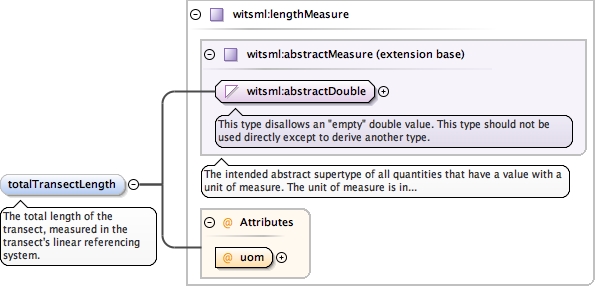 witsml:lengthMeasure
witsml:abstractMeasure (extension base)
witsml:abstractDouble
This type disallows an "empty" double value. This type should not be
used directly except to derive another type.
The intended abstract supertype of all quantities that have a value with a
unit of measure. The unit of measure is in...
totalTransectLength
The total length of the
transect, measured in the
transect's linear referencing
system.
@ Attributes
@ uom